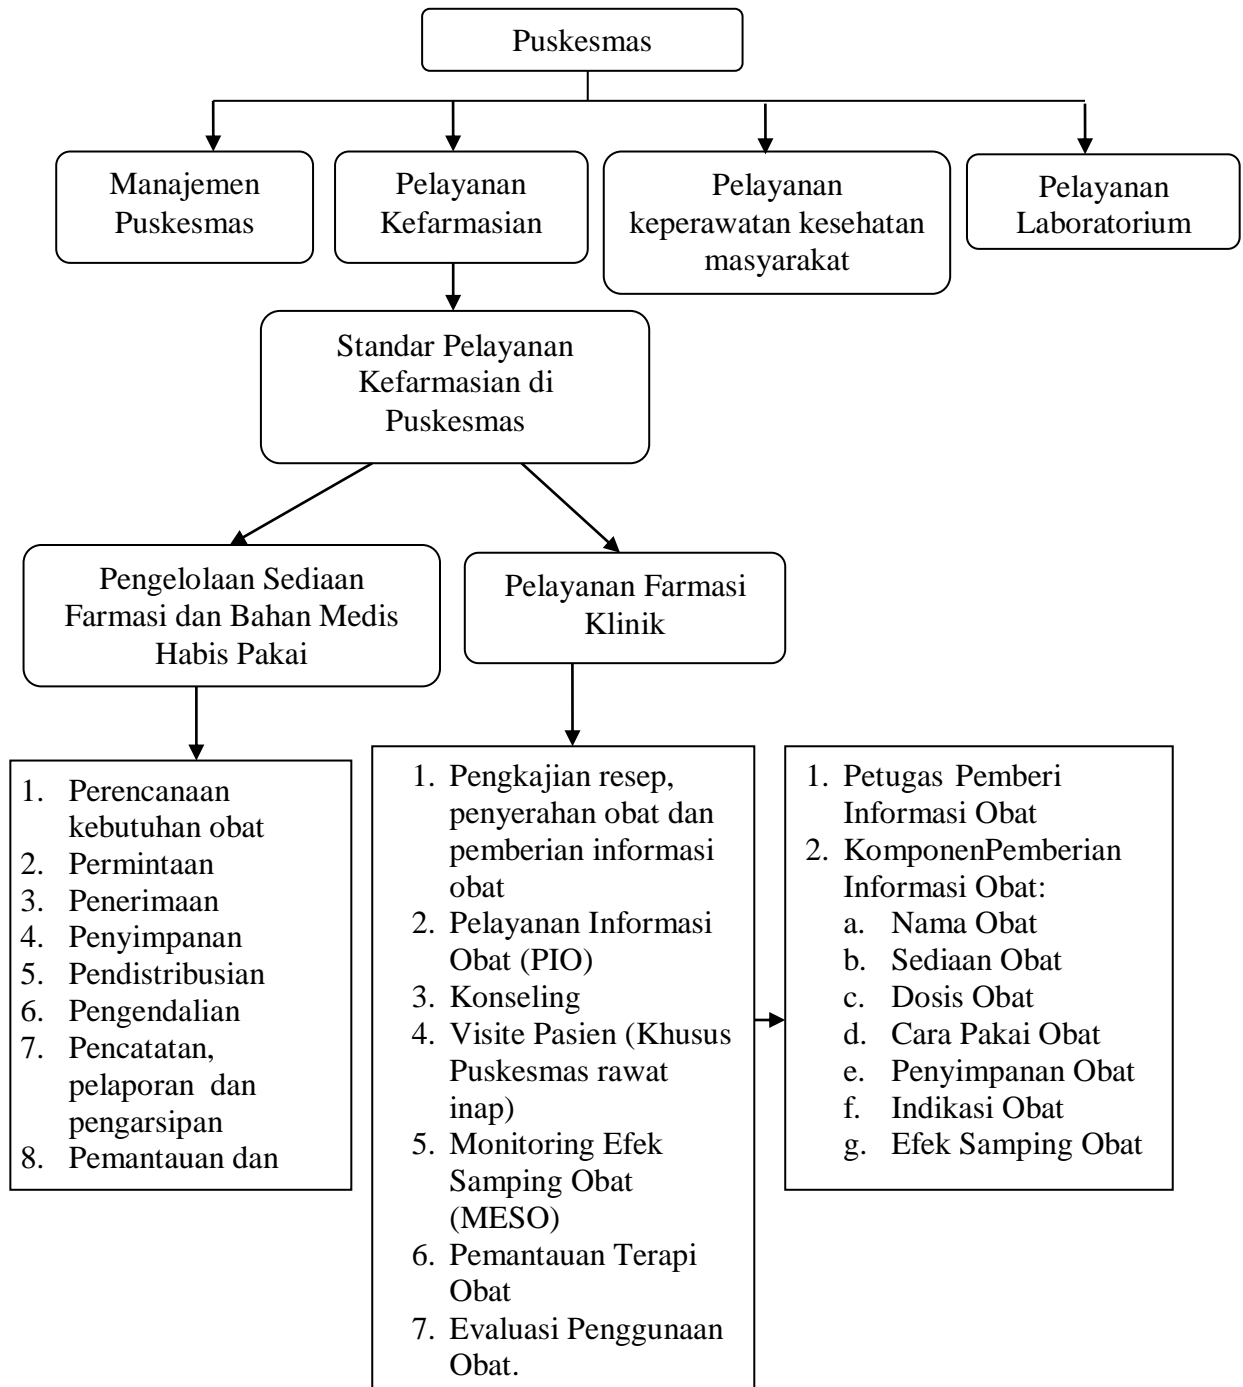 Puskesmas
Manajemen
Puskesmas
Pelayanan
Kefarmasian
Pelayanan
keperawatan kesehatan
masyarakat
Pelayanan
Laboratorium
Standar Pelayanan
Kefarmasian di
Puskesmas
Pengelolaan Sediaan
Farmasi dan Bahan Medis
Habis Pakai
Pelayanan Farmasi
Klinik
1. Perencanaan
kebutuhan obat
2. Permintaan
3. Penerimaan
4. Penyimpanan
5. Pendistribusian
6. Pengendalian
7. Pencatatan,
pelaporan dan
pengarsipan
8. Pemantauan dan
1. Pengkajian resep,
penyerahan obat dan
pemberian informasi
obat
2. Pelayanan Informasi
Obat (PIO)
3. Konseling
4. Visite Pasien (Khusus
Puskesmas rawat
inap)
5. Monitoring Efek
Samping Obat
(MESO)
6. Pemantauan Terapi
Obat
7. Evaluasi Penggunaan
Obat.
1. Petugas Pemberi
Informasi Obat
2. KomponenPemberian
Informasi Obat:
a. Nama Obat
b. Sediaan Obat
c. Dosis Obat
d. Cara Pakai Obat
e. Penyimpanan Obat
f. Indikasi Obat
g. Efek Samping Obat